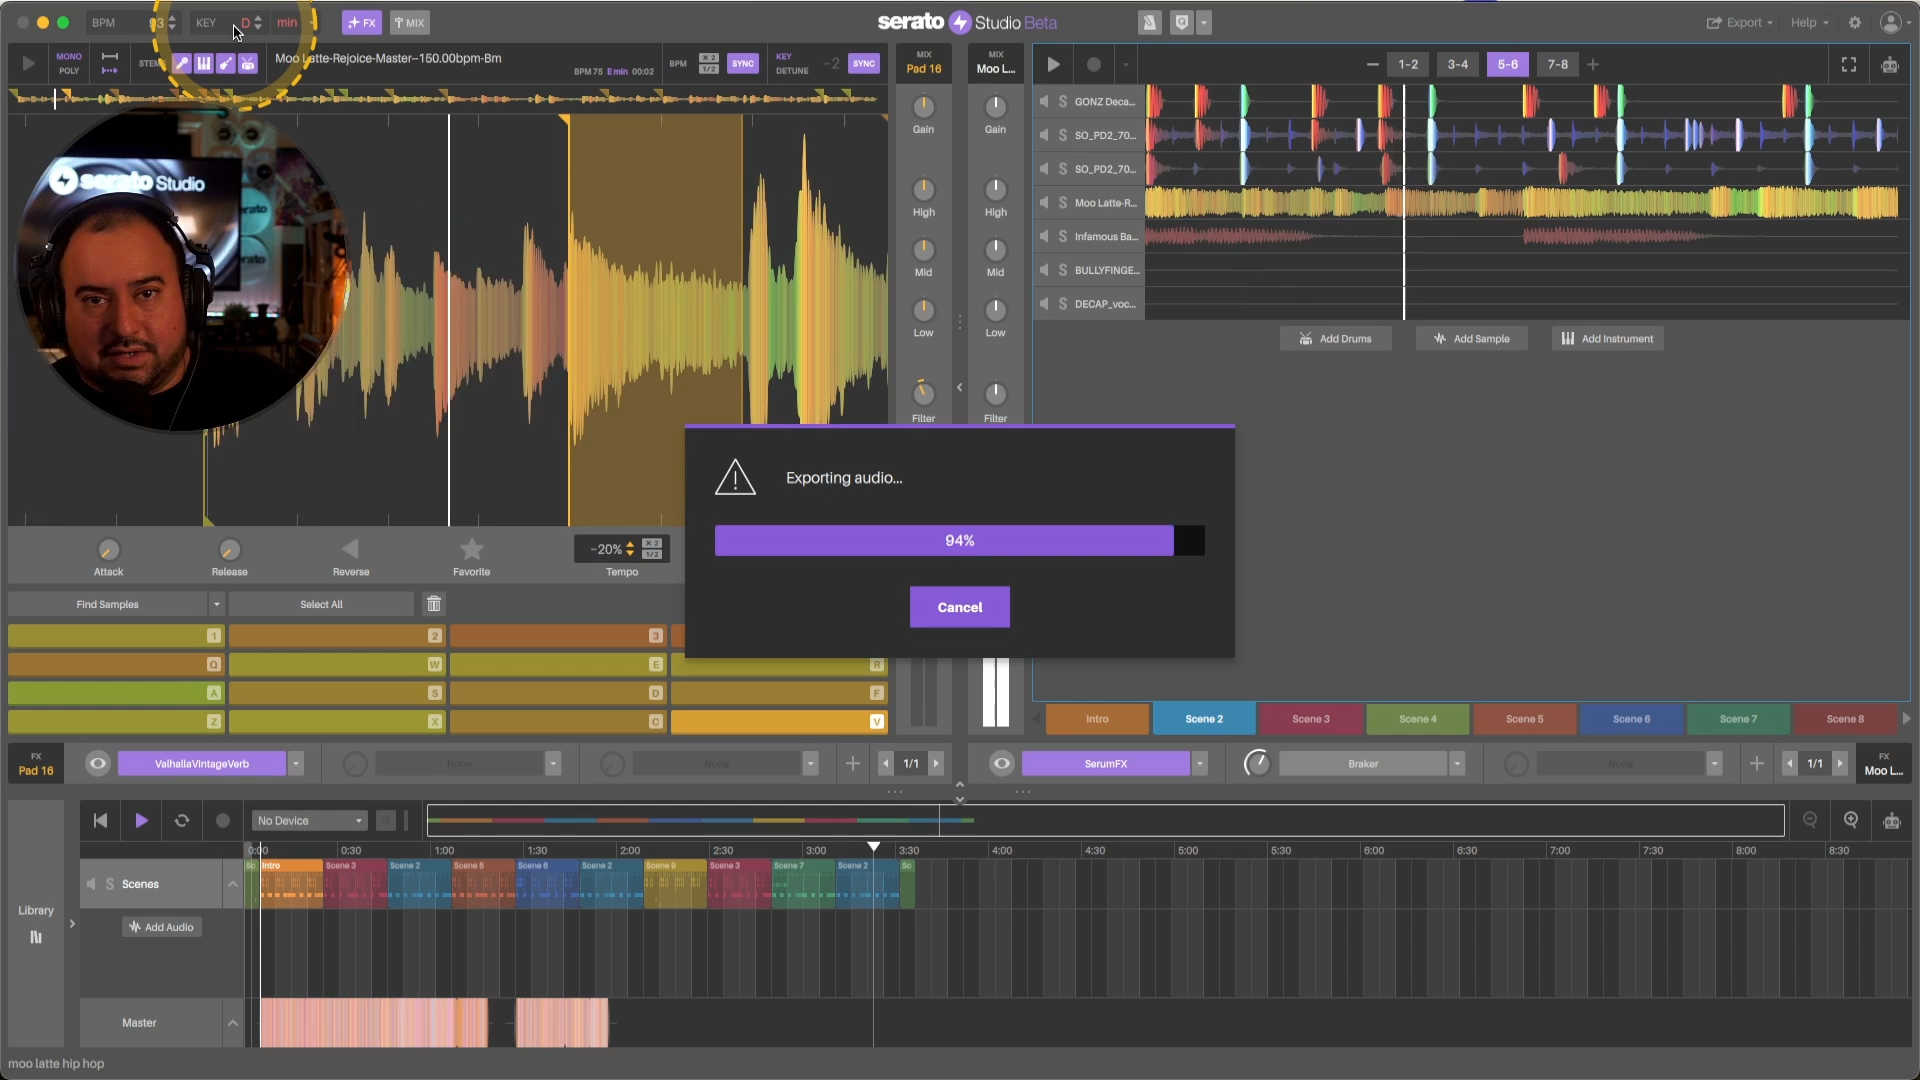 BPM 93 KEY D min FX MIX
serato Studio Beta
Export Help
MONO
POLY
STEMS
Moo Latte-Rejoice-Master--150.00bpm-Bm
BPM 75 E min 00:02
BPM X 2 1/2 SYNC
KEY
DETUNE -2 SYNC
MIX
Pad 16
MIX
Moo L...
1-2 3-4 5-6 7-8
Gain Gain
High High
Mid Mid
Low Low
Filter Filter
S GONZ Deca...
S SO_PD2_70...
S SO_PD2_70...
S Moo Latte-R...
S Infamous Ba...
S BULLYFINGE...
S DECAP_voc...
Add Drums Add Sample Add Instrument
serato Studio
Exporting audio...
94%
Cancel
Attack Release Reverse Favorite
-20% X 2 1/2
Tempo
Find Samples Select All
1 2 3
Q W E R
A S D F
Z X C V
Intro Scene 2 Scene 3 Scene 4 Scene 5 Scene 6 Scene 7 Scene 8
FX
Pad 16
ValhallaVintageVerb None None 1/1
SerumFX Braker None 1/1
FX
Moo L...
No Device
0:00 0:30 1:00 1:30 2:00 2:30 3:00 3:30 4:00 4:30 5:00 5:30 6:00 6:30 7:00 7:30 8:00 8:30
S Scenes
Sc Intro Scene 3 Scene 2 Scene 5 Scene 6 Scene 2 Scene 9 Scene 3 Scene 7 Scene 2 Sc
Library
Add Audio
Master
moo latte hip hop